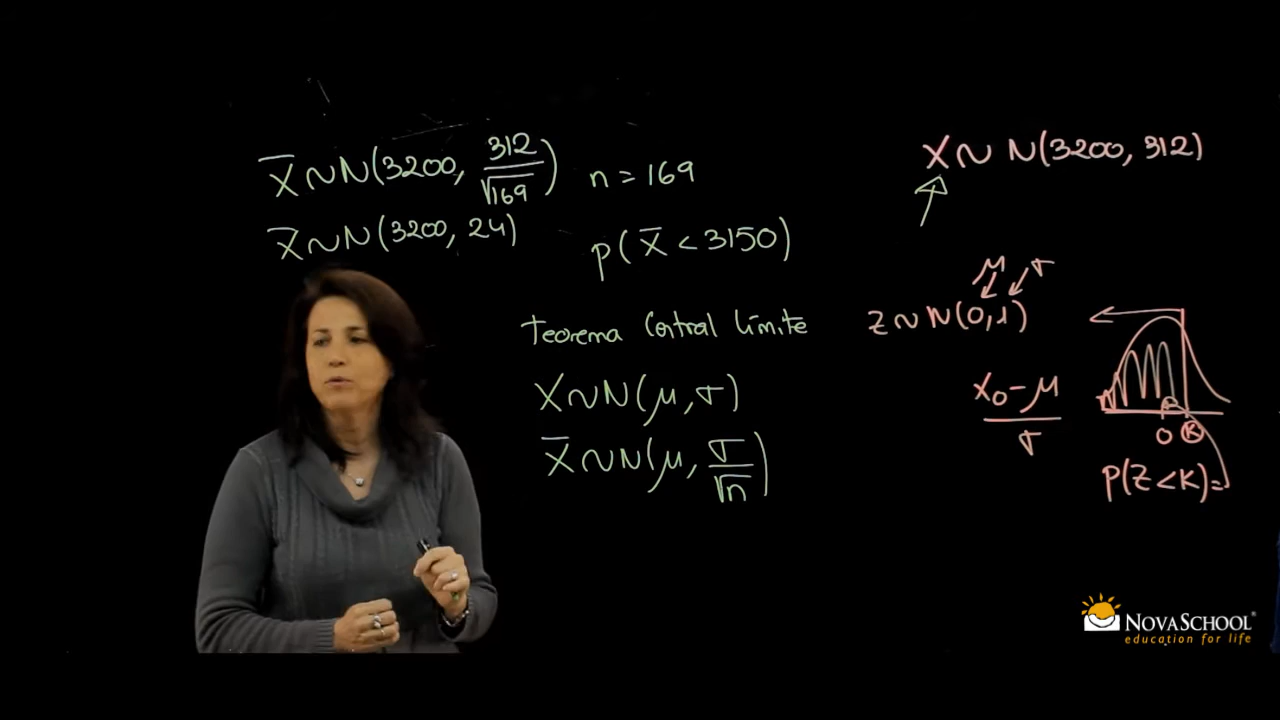 X̄ ~ N(3200, 312/√169) n = 169
X̄ ~ N(3200, 24) p(X̄ < 3150)
Teorema Central Límite
X ~ N(μ, σ)
X̄ ~ N(μ, σ/√n)
X ~ N(3200, 312)
μ σ
Z ~ N(0,1)
X₀ - μ / σ
0 K
P(Z < K) =
NOVASCHOOL®
education for life